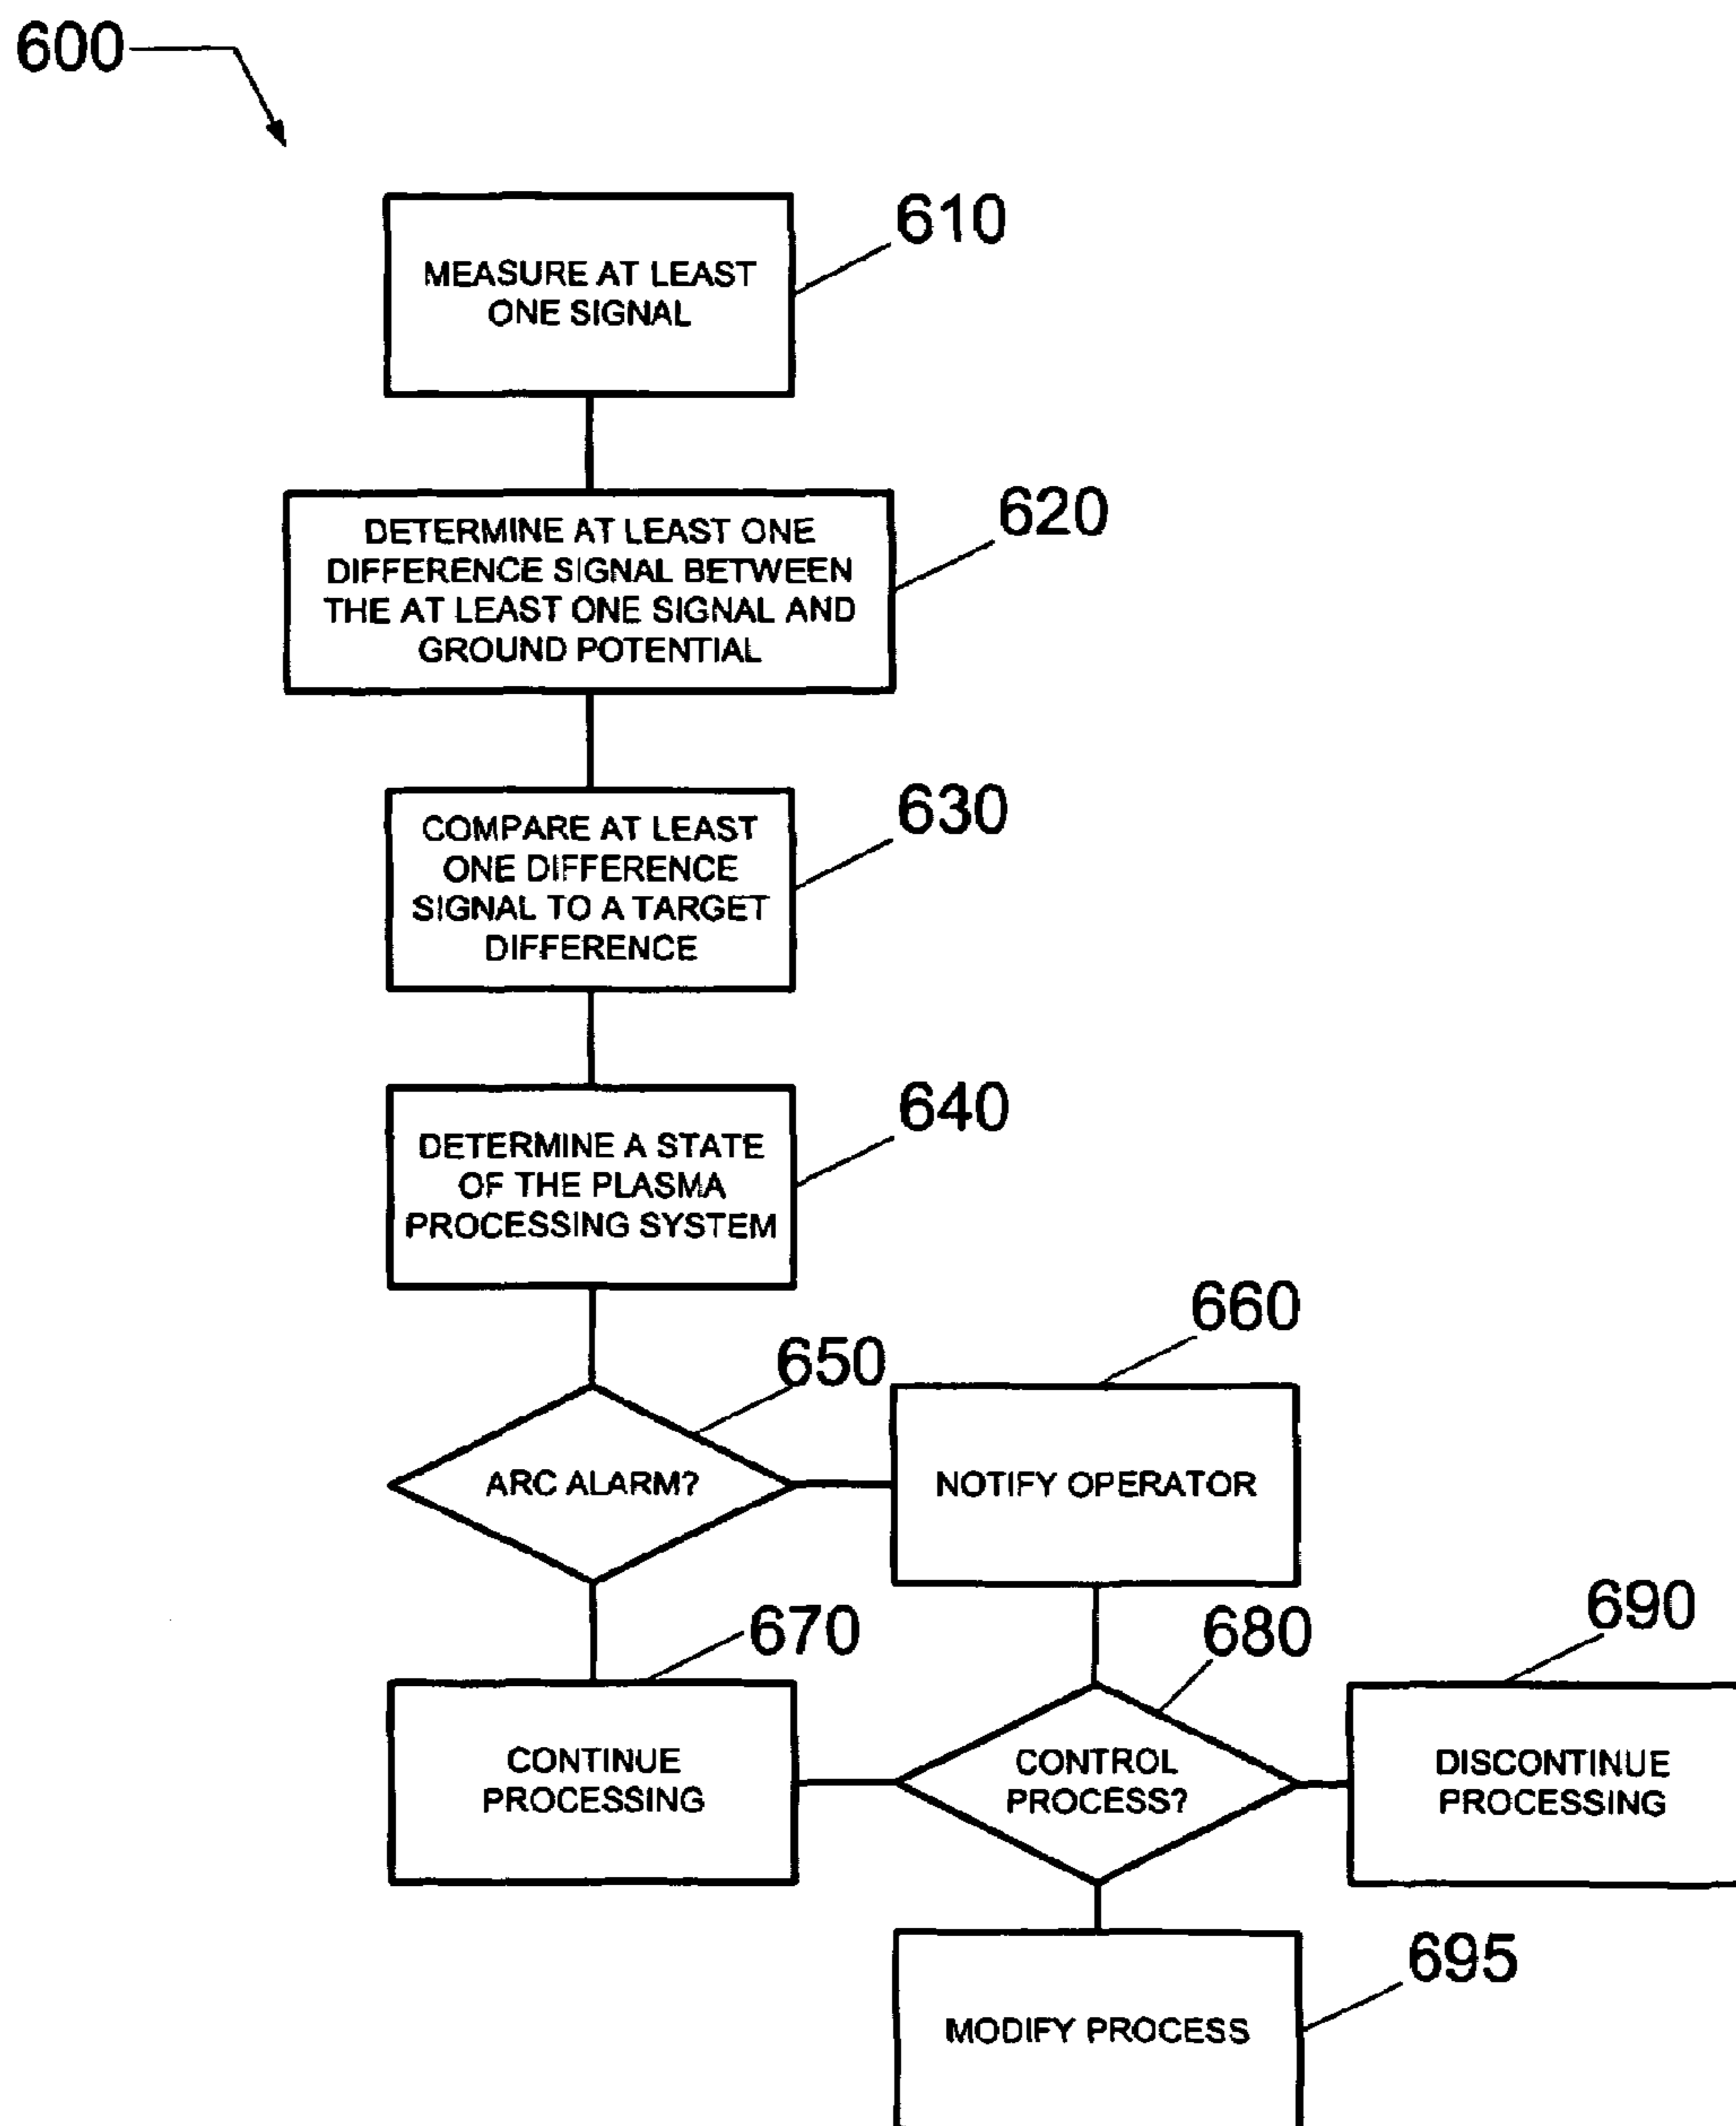 600
610
MEASURE AT LEAST
ONE SIGNAL
620
DETERMINE AT LEAST ONE
DIFFERENCE SIGNAL BETWEEN
THE AT LEAST ONE SIGNAL AND
GROUND POTENTIAL
630
COMPARE AT LEAST
ONE DIFFERENCE
SIGNAL TO A TARGET
DIFFERENCE
640
DETERMINE A STATE
OF THE PLASMA
PROCESSING SYSTEM
650
ARC ALARM?
660
NOTIFY OPERATOR
670
CONTINUE
PROCESSING
680
CONTROL
PROCESS?
690
DISCONTINUE
PROCESSING
695
MODIFY PROCESS